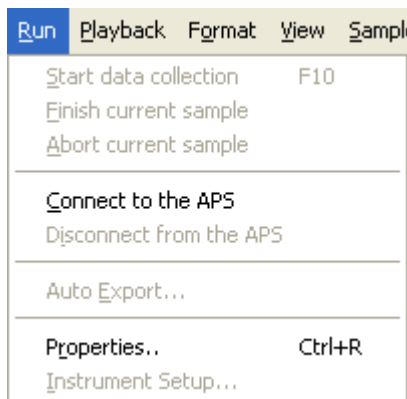 Run Playback Format View Sampl
Start data collection F10
Finish current sample
Abort current sample
Connect to the APS
Disconnect from the APS
Auto Export...
Properties.. Ctrl+R
Instrument Setup...